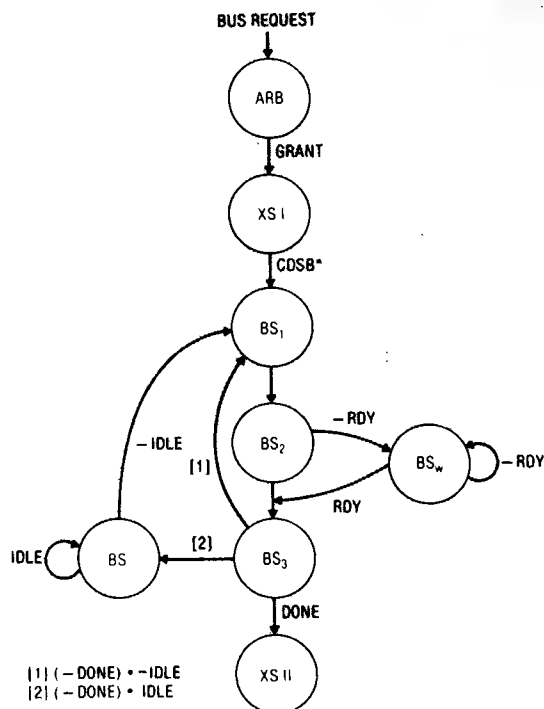 BUS REQUEST
ARB
GRANT
XS I
CDSB*
BS₁
BS₂
–RDY
BSw
–RDY
RDY
–IDLE
[1]
IDLE
BS
[2]
BS₃
DONE
XS II
[1] (–DONE) • –IDLE
[2] (–DONE) • IDLE